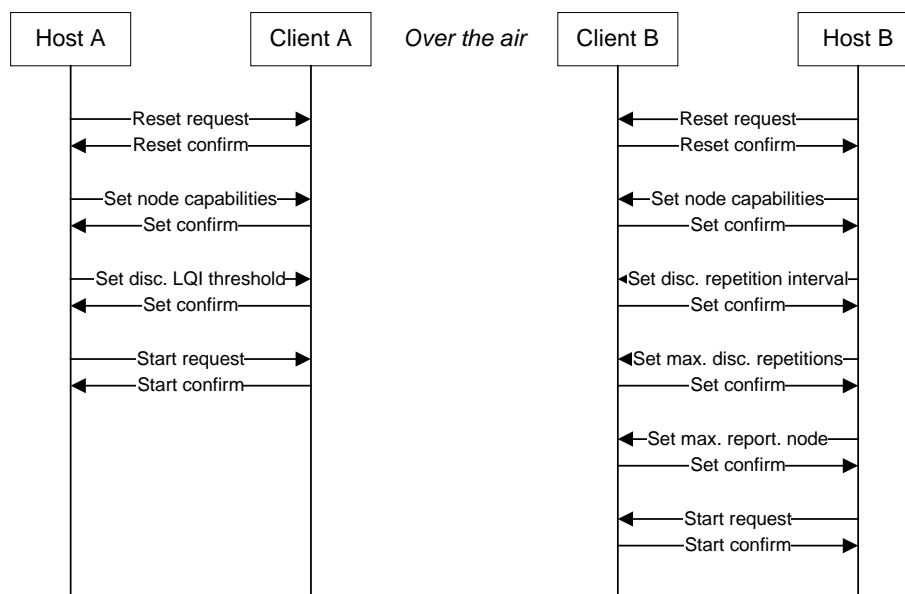 Host A
Client A
Over the air
Client B
Host B
Reset request
Reset request
Reset confirm
Reset confirm
Set node capabilities
Set node capabilities
Set confirm
Set confirm
Set disc. LQI threshold
Set disc. repetition interval
Set confirm
Set confirm
Start request
Set max. disc. repetitions
Start confirm
Set confirm
Set max. report. node
Set confirm
Start request
Start confirm